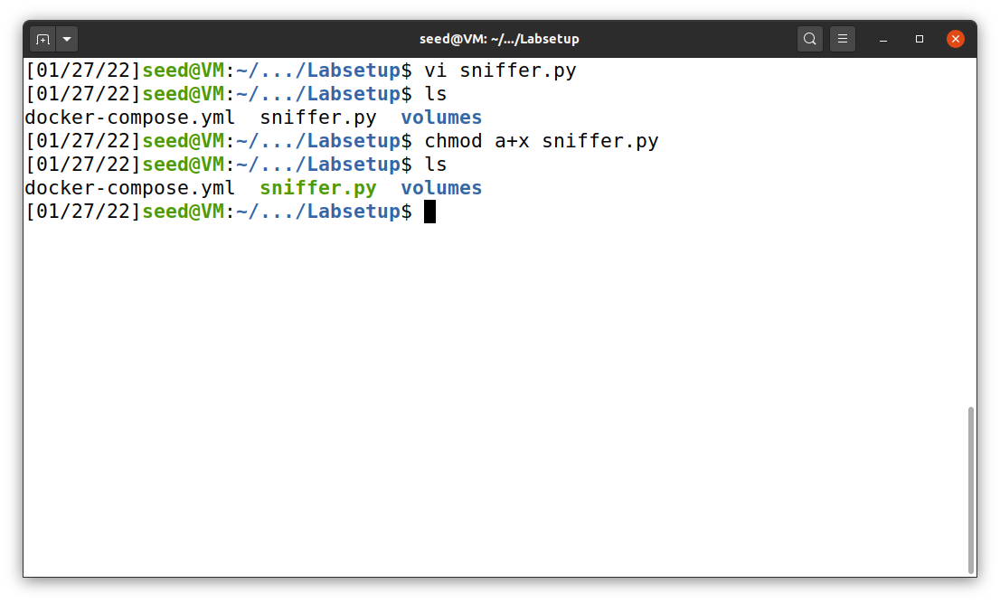 seed@VM: ~/.../Labsetup
[01/27/22]seed@VM:~/.../Labsetup$ vi sniffer.py
[01/27/22]seed@VM:~/.../Labsetup$ ls
docker-compose.yml  sniffer.py  volumes
[01/27/22]seed@VM:~/.../Labsetup$ chmod a+x sniffer.py
[01/27/22]seed@VM:~/.../Labsetup$ ls
docker-compose.yml  sniffer.py  volumes
[01/27/22]seed@VM:~/.../Labsetup$